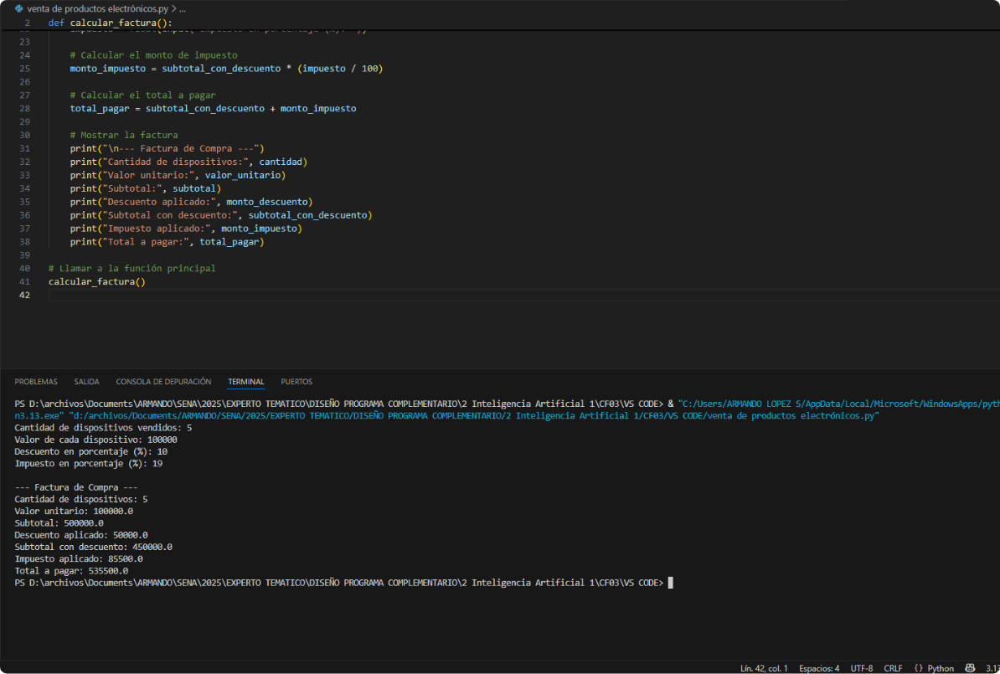 venta de productos electrónicos.py > ...
2 def calcular_factura():
23
24 # Calcular el monto de impuesto
25 monto_impuesto = subtotal_con_descuento * (impuesto / 100)
26
27 # Calcular el total a pagar
28 total_pagar = subtotal_con_descuento + monto_impuesto
29
30 # Mostrar la factura
31 print("\n--- Factura de Compra ---")
32 print("Cantidad de dispositivos:", cantidad)
33 print("Valor unitario:", valor_unitario)
34 print("Subtotal:", subtotal)
35 print("Descuento aplicado:", monto_descuento)
36 print("Subtotal con descuento:", subtotal_con_descuento)
37 print("Impuesto aplicado:", monto_impuesto)
38 print("Total a pagar:", total_pagar)
39
40 # Llamar a la función principal
41 calcular_factura()
42
PROBLEMAS SALIDA CONSOLA DE DEPURACIÓN TERMINAL PUERTOS
PS D:\archivos\Documents\ARMANDO\SENA\2025\EXPERTO TEMATICO\DISEÑO PROGRAMA COMPLEMENTARIO\2 Inteligencia Artificial 1\CF03\VS CODE> & "C:/Users/ARMANDO LOPEZ S/AppData/Local/Microsoft/WindowsApps/pyth
n3.13.exe" "d:/archivos/Documents/ARMANDO/SENA/2025/EXPERTO TEMATICO/DISEÑO PROGRAMA COMPLEMENTARIO/2 Inteligencia Artificial 1/CF03/VS CODE/venta de productos electrónicos.py"
Cantidad de dispositivos vendidos: 5
Valor de cada dispositivo: 100000
Descuento en porcentaje (%): 10
Impuesto en porcentaje (%): 19
--- Factura de Compra ---
Cantidad de dispositivos: 5
Valor unitario: 100000.0
Subtotal: 500000.0
Descuento aplicado: 50000.0
Subtotal con descuento: 450000.0
Impuesto aplicado: 85500.0
Total a pagar: 535500.0
PS D:\archivos\Documents\ARMANDO\SENA\2025\EXPERTO TEMATICO\DISEÑO PROGRAMA COMPLEMENTARIO\2 Inteligencia Artificial 1\CF03\VS CODE>
Lín. 42, col. 1 Espacios: 4 UTF-8 CRLF {} Python 3.13